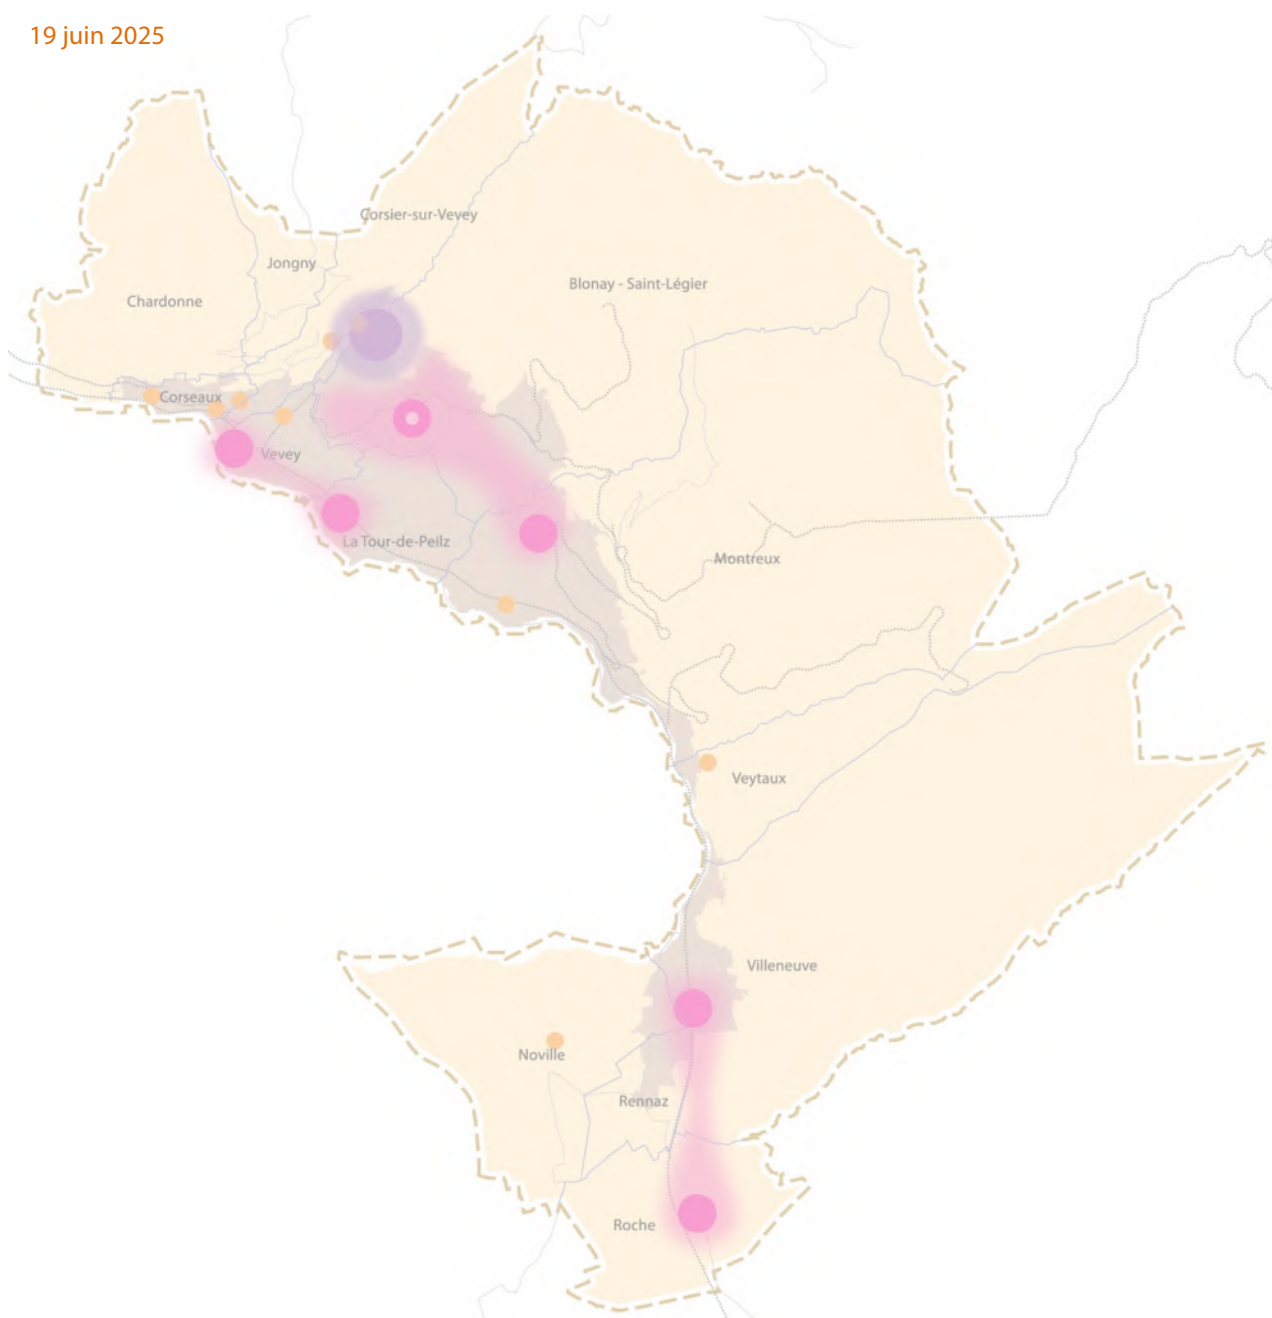 19 juin 2025
Corsier-sur-Vevey
Jongny
Blonay - Saint-Légier
Chardonne
Corseaux
Vevey
La Tour-de-Peilz
Montreux
Veytaux
Villeneuve
Noville
Rennaz
Roche